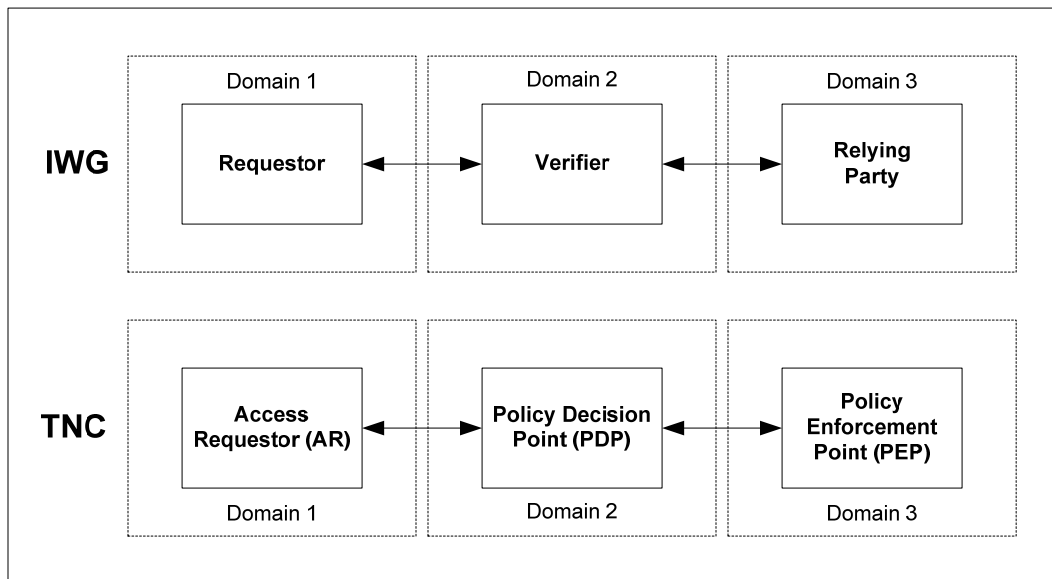 Domain 1
Domain 2
Domain 3
IWG
Requestor
Verifier
Relying
Party
TNC
Access
Requestor (AR)
Policy Decision
Point (PDP)
Policy
Enforcement
Point (PEP)
Domain 1
Domain 2
Domain 3